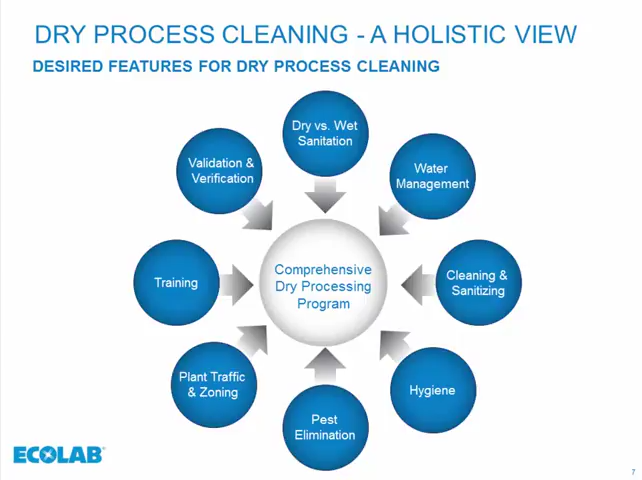 DRY PROCESS CLEANING - A HOLISTIC VIEW
DESIRED FEATURES FOR DRY PROCESS CLEANING
Dry vs. Wet
Sanitation
Water
Management
Cleaning &
Sanitizing
Hygiene
Pest
Elimination
Plant Traffic
& Zoning
Training
Validation &
Verification
Comprehensive
Dry Processing
Program
ECOLAB®
7